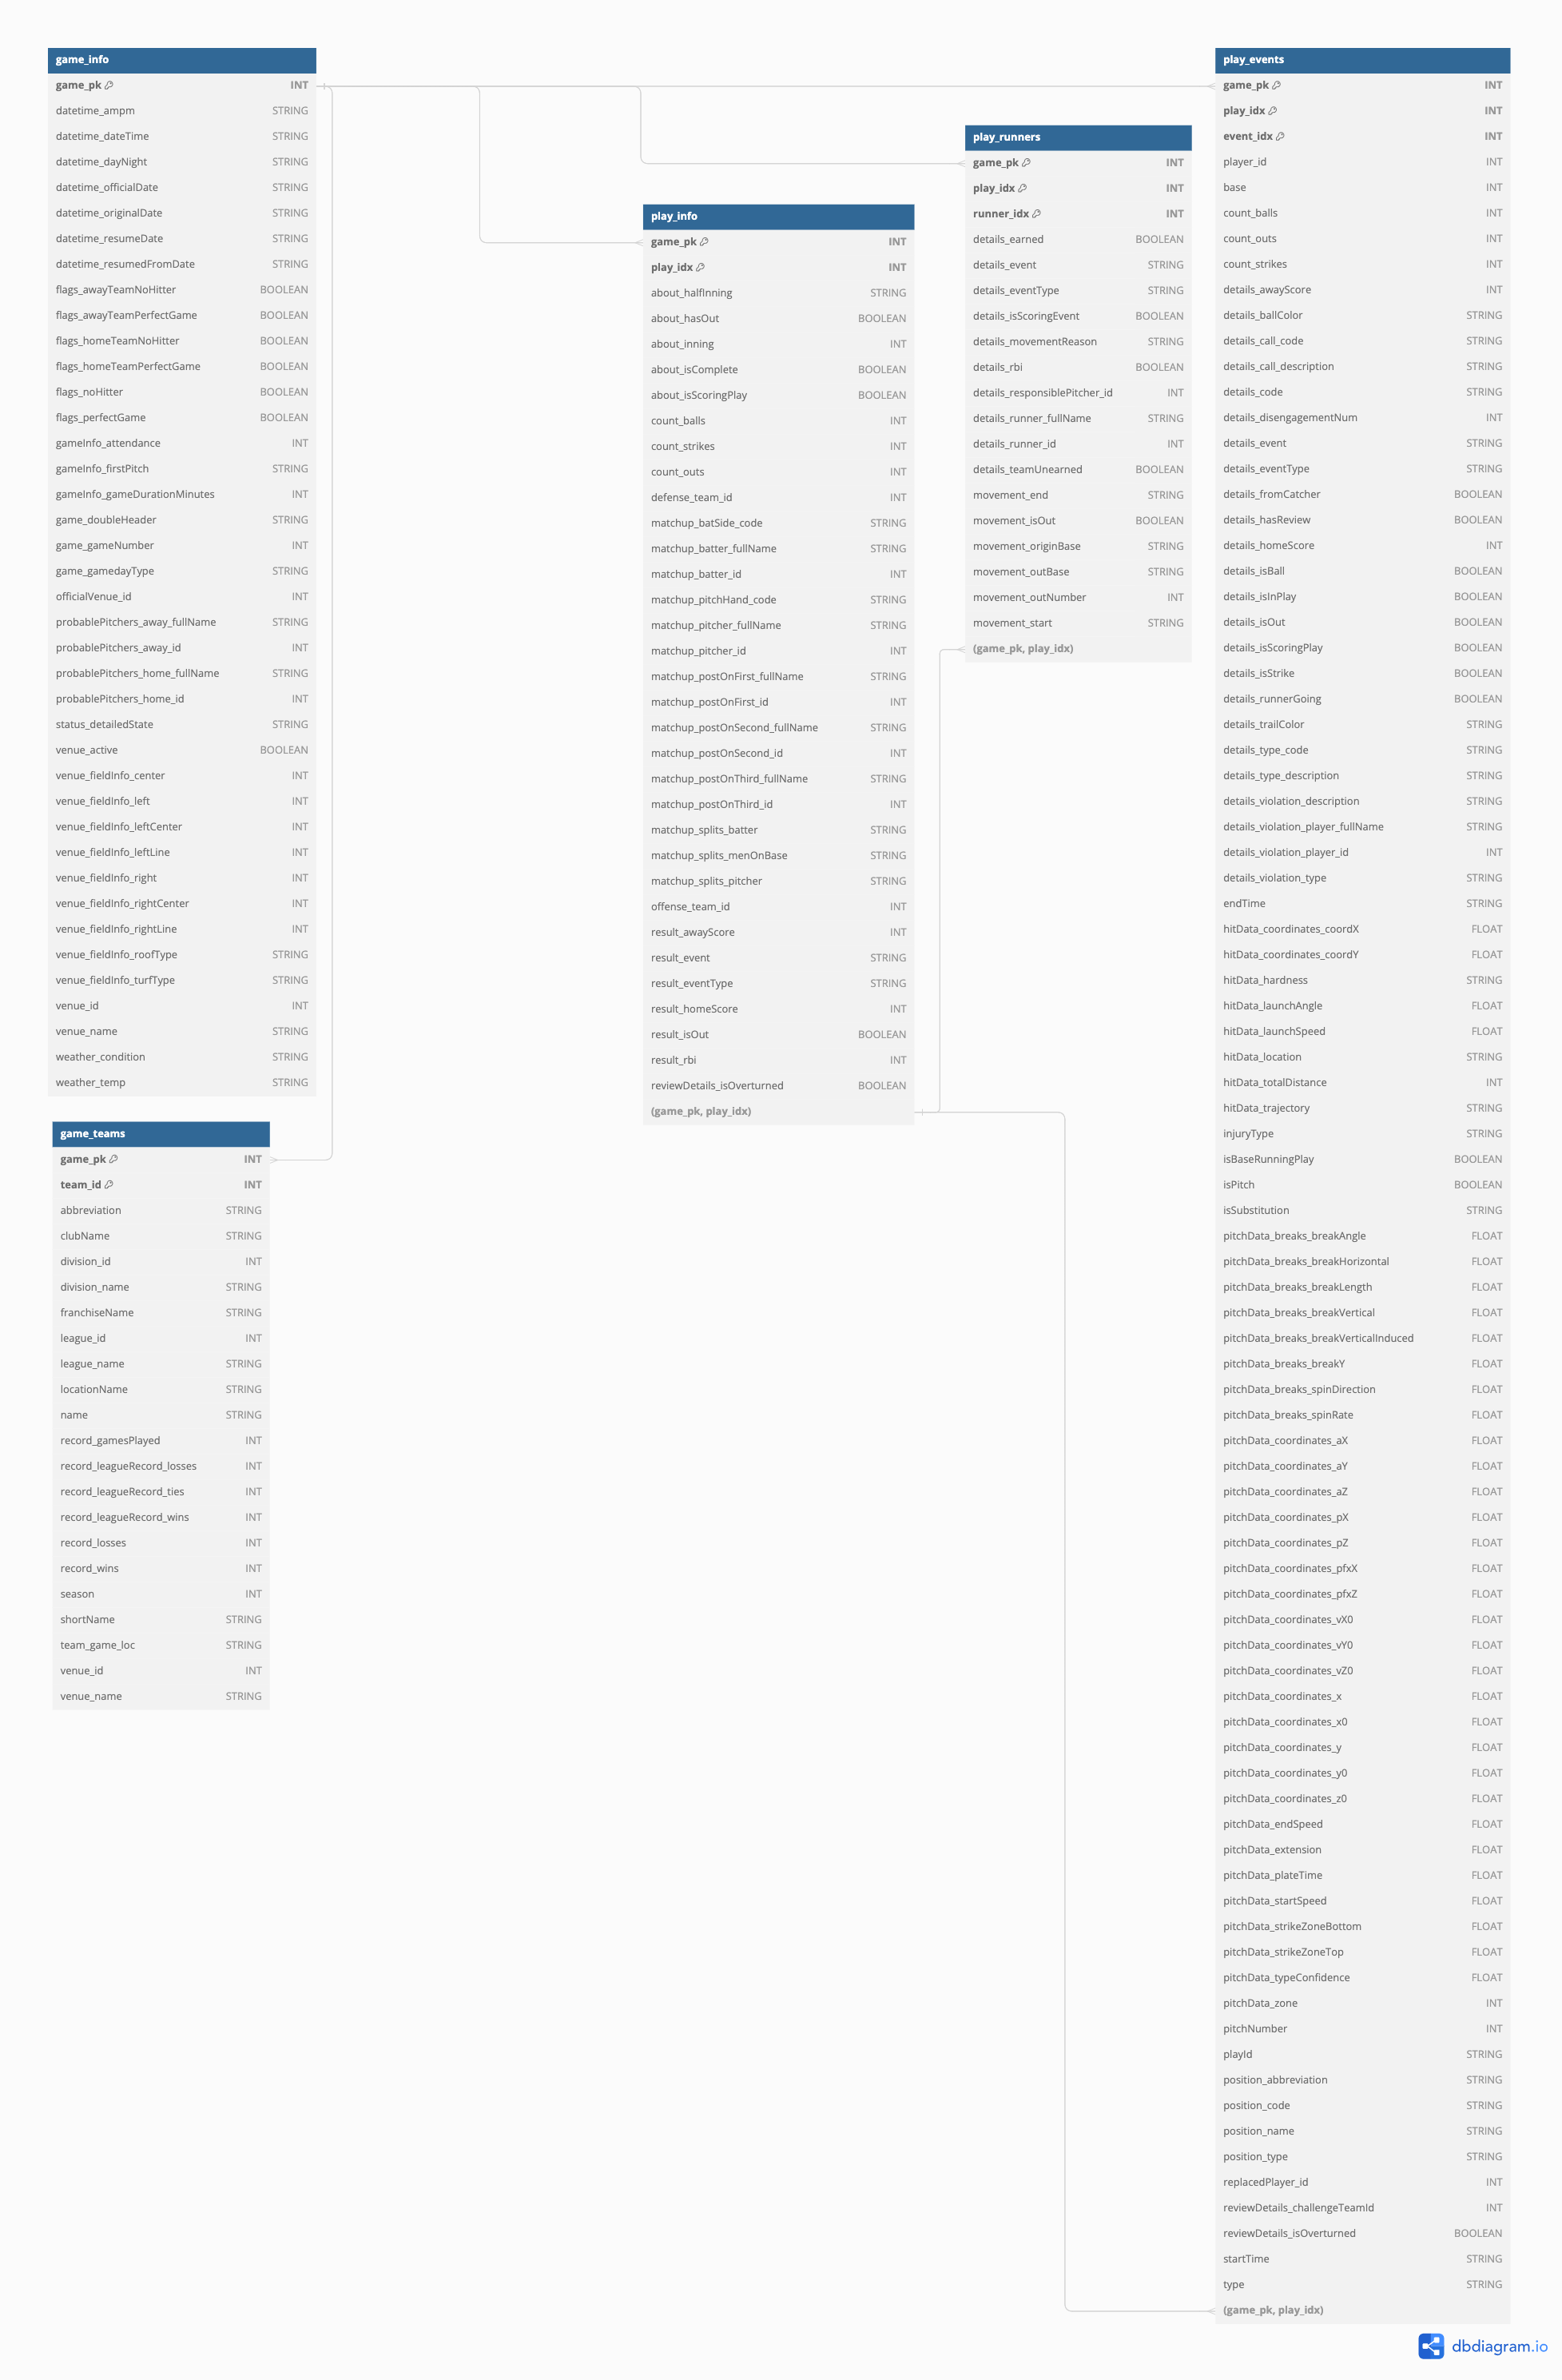 game_info
game_pk INT
datetime_ampm STRING
datetime_dateTime STRING
datetime_dayNight STRING
datetime_officialDate STRING
datetime_originalDate STRING
datetime_resumeDate STRING
datetime_resumedFromDate STRING
flags_awayTeamNoHitter BOOLEAN
flags_awayTeamPerfectGame BOOLEAN
flags_homeTeamNoHitter BOOLEAN
flags_homeTeamPerfectGame BOOLEAN
flags_noHitter BOOLEAN
flags_perfectGame BOOLEAN
gameInfo_attendance INT
gameInfo_firstPitch STRING
gameInfo_gameDurationMinutes INT
game_doubleHeader STRING
game_gameNumber INT
game_gamedayType STRING
officialVenue_id INT
probablePitchers_away_fullName STRING
probablePitchers_away_id INT
probablePitchers_home_fullName STRING
probablePitchers_home_id INT
status_detailedState STRING
venue_active BOOLEAN
venue_fieldInfo_center INT
venue_fieldInfo_left INT
venue_fieldInfo_leftCenter INT
venue_fieldInfo_leftLine INT
venue_fieldInfo_right INT
venue_fieldInfo_rightCenter INT
venue_fieldInfo_rightLine INT
venue_fieldInfo_roofType STRING
venue_fieldInfo_turfType STRING
venue_id INT
venue_name STRING
weather_condition STRING
weather_temp STRING
game_teams
game_pk INT
team_id INT
abbreviation STRING
clubName STRING
division_id INT
division_name STRING
franchiseName STRING
league_id INT
league_name STRING
locationName STRING
name STRING
record_gamesPlayed INT
record_leagueRecord_losses INT
record_leagueRecord_ties INT
record_leagueRecord_wins INT
record_losses INT
record_wins INT
season INT
shortName STRING
team_game_loc STRING
venue_id INT
venue_name STRING
play_info
game_pk INT
play_idx INT
about_halfInning STRING
about_hasOut BOOLEAN
about_inning INT
about_isComplete BOOLEAN
about_isScoringPlay BOOLEAN
count_balls INT
count_strikes INT
count_outs INT
defense_team_id INT
matchup_batSide_code STRING
matchup_batter_fullName STRING
matchup_batter_id INT
matchup_pitchHand_code STRING
matchup_pitcher_fullName STRING
matchup_pitcher_id INT
matchup_postOnFirst_fullName STRING
matchup_postOnFirst_id INT
matchup_postOnSecond_fullName STRING
matchup_postOnSecond_id INT
matchup_postOnThird_fullName STRING
matchup_postOnThird_id INT
matchup_splits_batter STRING
matchup_splits_menOnBase STRING
matchup_splits_pitcher STRING
offense_team_id INT
result_awayScore INT
result_event STRING
result_eventType STRING
result_homeScore INT
result_isOut BOOLEAN
result_rbi INT
reviewDetails_isOverturned BOOLEAN
(game_pk, play_idx)
play_runners
game_pk INT
play_idx INT
runner_idx INT
details_earned BOOLEAN
details_event STRING
details_eventType STRING
details_isScoringEvent BOOLEAN
details_movementReason STRING
details_rbi BOOLEAN
details_responsiblePitcher_id INT
details_runner_fullName STRING
details_runner_id INT
details_teamUnearned BOOLEAN
movement_end STRING
movement_isOut BOOLEAN
movement_originBase STRING
movement_outBase STRING
movement_outNumber INT
movement_start STRING
(game_pk, play_idx)
play_events
game_pk INT
play_idx INT
event_idx INT
player_id INT
base INT
count_balls INT
count_outs INT
count_strikes INT
details_awayScore INT
details_ballColor STRING
details_call_code STRING
details_call_description STRING
details_code STRING
details_disengagementNum INT
details_event STRING
details_eventType STRING
details_fromCatcher BOOLEAN
details_hasReview BOOLEAN
details_homeScore INT
details_isBall BOOLEAN
details_isInPlay BOOLEAN
details_isOut BOOLEAN
details_isScoringPlay BOOLEAN
details_isStrike BOOLEAN
details_runnerGoing BOOLEAN
details_trailColor STRING
details_type_code STRING
details_type_description STRING
details_violation_description STRING
details_violation_player_fullName STRING
details_violation_player_id INT
details_violation_type STRING
endTime STRING
hitData_coordinates_coordX FLOAT
hitData_coordinates_coordY FLOAT
hitData_hardness STRING
hitData_launchAngle FLOAT
hitData_launchSpeed FLOAT
hitData_location STRING
hitData_totalDistance INT
hitData_trajectory STRING
injuryType STRING
isBaseRunningPlay BOOLEAN
isPitch BOOLEAN
isSubstitution STRING
pitchData_breaks_breakAngle FLOAT
pitchData_breaks_breakHorizontal FLOAT
pitchData_breaks_breakLength FLOAT
pitchData_breaks_breakVertical FLOAT
pitchData_breaks_breakVerticalInduced FLOAT
pitchData_breaks_breakY FLOAT
pitchData_breaks_spinDirection FLOAT
pitchData_breaks_spinRate FLOAT
pitchData_coordinates_aX FLOAT
pitchData_coordinates_aY FLOAT
pitchData_coordinates_aZ FLOAT
pitchData_coordinates_pX FLOAT
pitchData_coordinates_pZ FLOAT
pitchData_coordinates_pfxX FLOAT
pitchData_coordinates_pfxZ FLOAT
pitchData_coordinates_vX0 FLOAT
pitchData_coordinates_vY0 FLOAT
pitchData_coordinates_vZ0 FLOAT
pitchData_coordinates_x FLOAT
pitchData_coordinates_x0 FLOAT
pitchData_coordinates_y FLOAT
pitchData_coordinates_y0 FLOAT
pitchData_coordinates_z0 FLOAT
pitchData_endSpeed FLOAT
pitchData_extension FLOAT
pitchData_plateTime FLOAT
pitchData_startSpeed FLOAT
pitchData_strikeZoneBottom FLOAT
pitchData_strikeZoneTop FLOAT
pitchData_typeConfidence FLOAT
pitchData_zone INT
pitchNumber INT
playId STRING
position_abbreviation STRING
position_code STRING
position_name STRING
position_type STRING
replacedPlayer_id INT
reviewDetails_challengeTeamId INT
reviewDetails_isOverturned BOOLEAN
startTime STRING
type STRING
(game_pk, play_idx)
dbdiagram.io